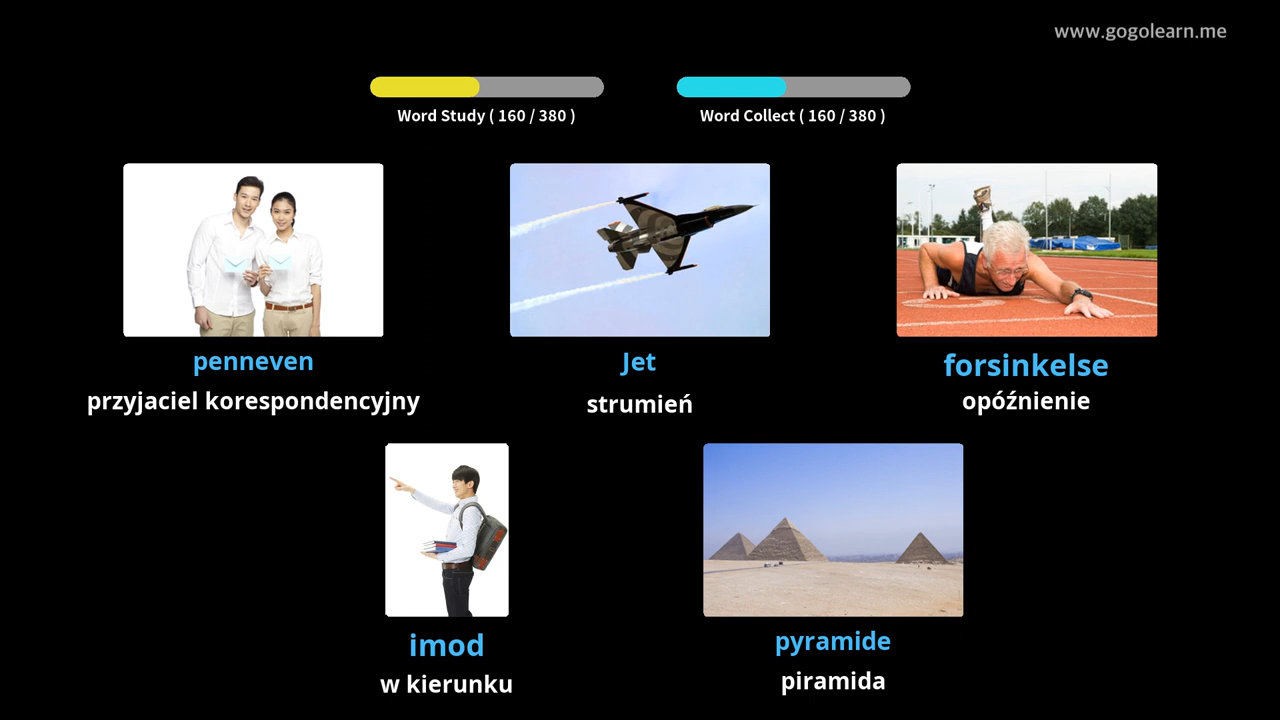 www.gogolearn.me
Word Study ( 160 / 380 )
Word Collect ( 160 / 380 )
penneven
Jet
forsinkelse
przyjaciel korespondencyjny
strumień
opóźnienie
imod
pyramide
w kierunku
piramida